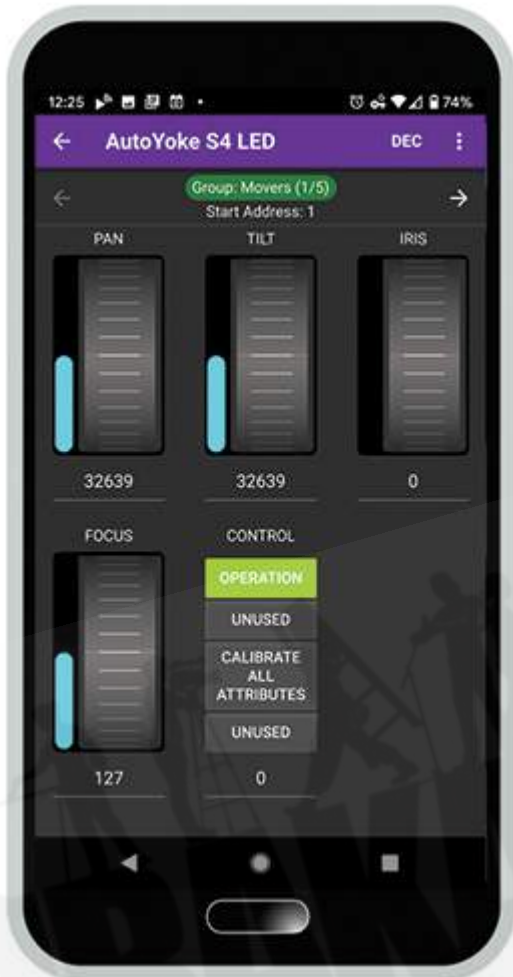 12:25
74%
AutoYoke S4 LED
DEC
Group: Movers (1/5)
Start Address: 1
PAN
TILT
IRIS
32639
32639
0
FOCUS
CONTROL
OPERATION
UNUSED
CALIBRATE
ALL
ATTRIBUTES
UNUSED
127
0